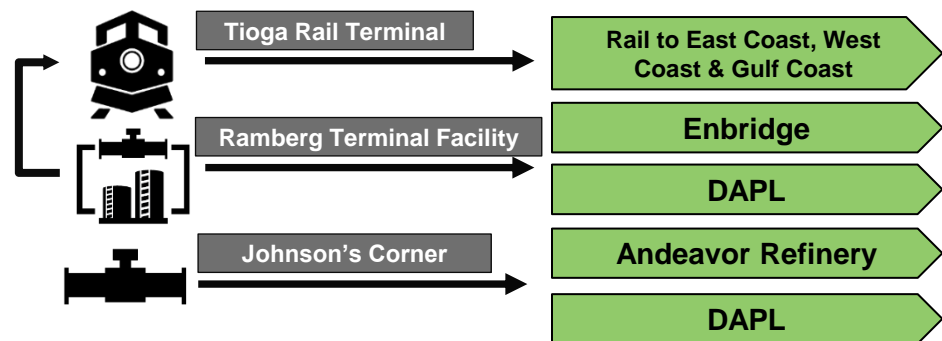 Tioga Rail Terminal
Rail to East Coast, West
Coast & Gulf Coast
Ramberg Terminal Facility
Enbridge
DAPL
Johnson’s Corner
Andeavor Refinery
DAPL